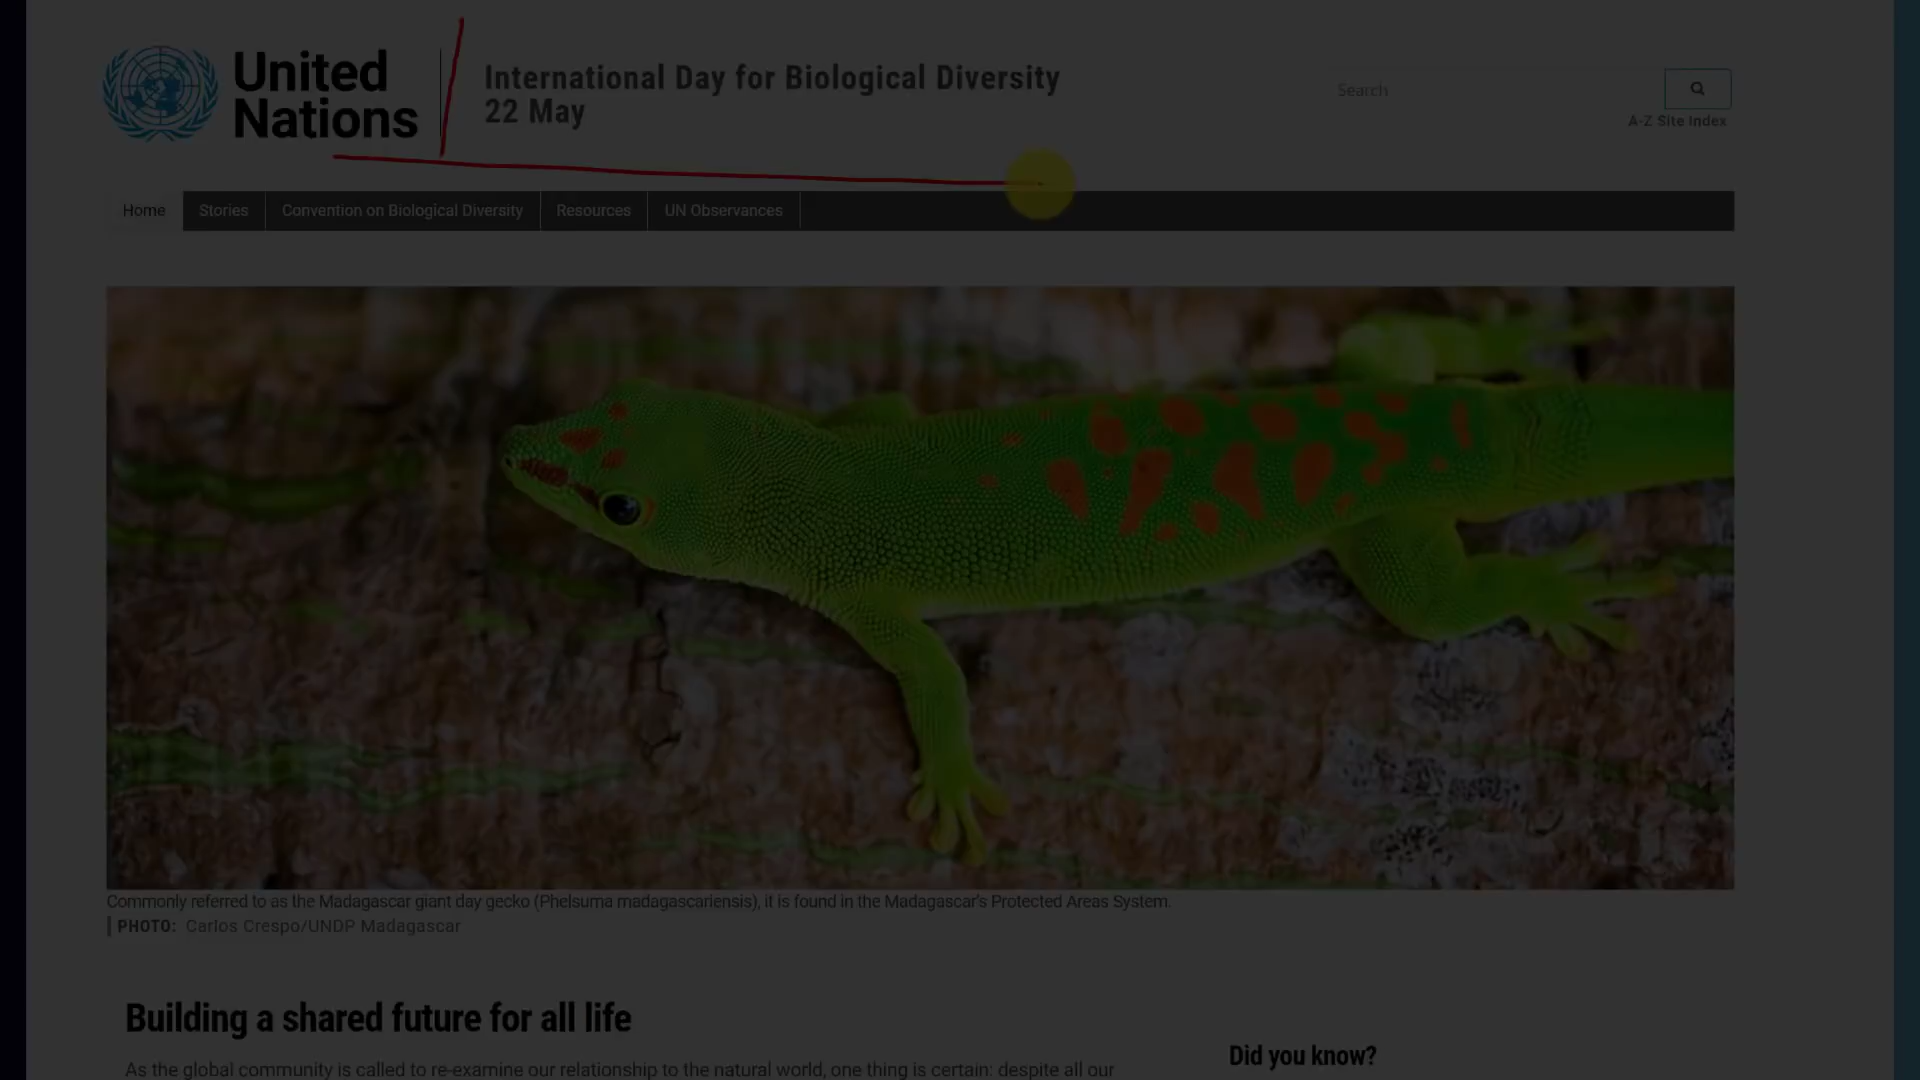 United
Nations
International Day for Biological Diversity
22 May
Search
A-Z Site Index
Home
Stories
Convention on Biological Diversity
Resources
UN Observances
Commonly referred to as the Madagascar giant day gecko (Phelsuma madagascariensis), it is found in the Madagascar's Protected Areas System.
PHOTO: Carlos Crespo/UNDP Madagascar
Building a shared future for all life
As the global community is called to re-examine our relationship to the natural world, one thing is certain: despite all our
Did you know?